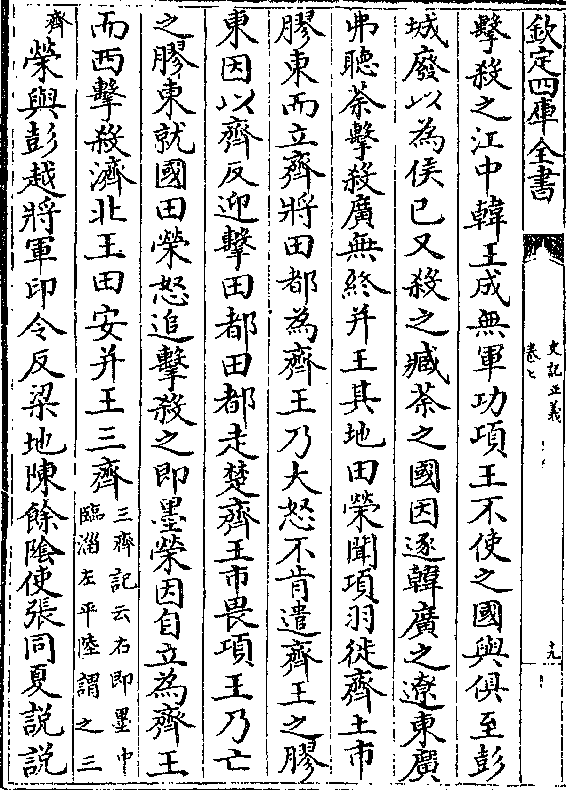 欽定四庫全書
史記正義
卷七
擊殺之江中韓王成無軍功項王不使之國與俱至彭
城廢以為侯已又殺之臧荼之國因逐韓廣之遼東廣
弗聽荼擊殺廣無終并王其地田榮聞項羽徙齊王市
膠東而立齊將田都為齊王乃大怒不肯遣齊王之膠
東因以齊反迎擊田都田都走楚齊王市畏項王乃亡
之膠東就國田榮怒追擊殺之即墨榮因自立為齊王
而西擊殺濟北王田安并王三齊
三齊記云右即墨中
臨淄左平陸謂之三
齊
榮與彭越將軍印令反梁地陳餘陰使張同夏說說